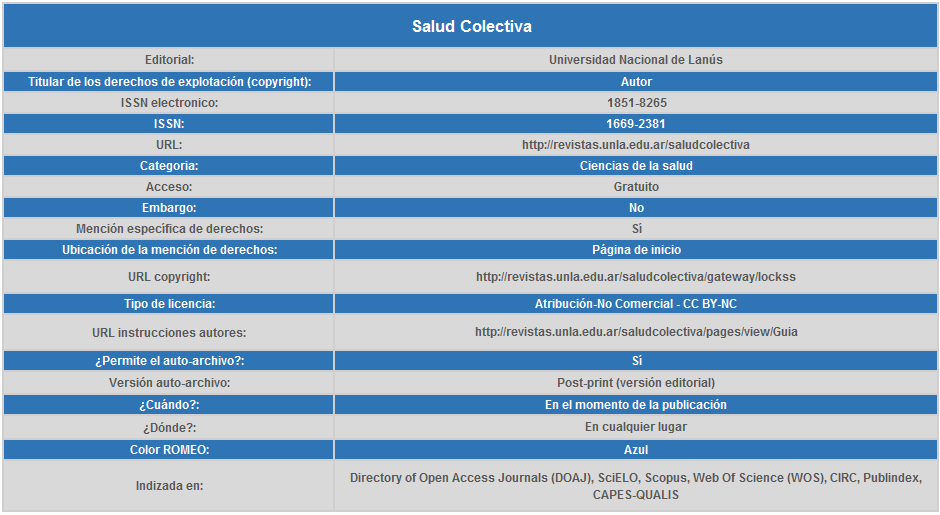 Salud Colectiva
Editorial: Universidad Nacional de Lanús
Titular de los derechos de explotación (copyright): Autor
ISSN electronico: 1851-8265
ISSN: 1669-2381
URL: http://revistas.unla.edu.ar/saludcolectiva
Categoria: Ciencias de la salud
Acceso: Gratuito
Embargo: No
Mención específica de derechos: Sí
Ubicación de la mención de derechos: Página de inicio
URL copyright: http://revistas.unla.edu.ar/saludcolectiva/gateway/lockss
Tipo de licencia: Atribución-No Comercial - CC BY-NC
URL instrucciones autores: http://revistas.unla.edu.ar/saludcolectiva/pages/view/Guia
¿Permite el auto-archivo?: Sí
Versión auto-archivo: Post-print (versión editorial)
¿Cuándo?: En el momento de la publicación
¿Dónde?: En cualquier lugar
Color ROMEO: Azul
Indizada en: Directory of Open Access Journals (DOAJ), SciELO, Scopus, Web Of Science (WOS), CIRC, Publindex,
CAPES-QUALIS